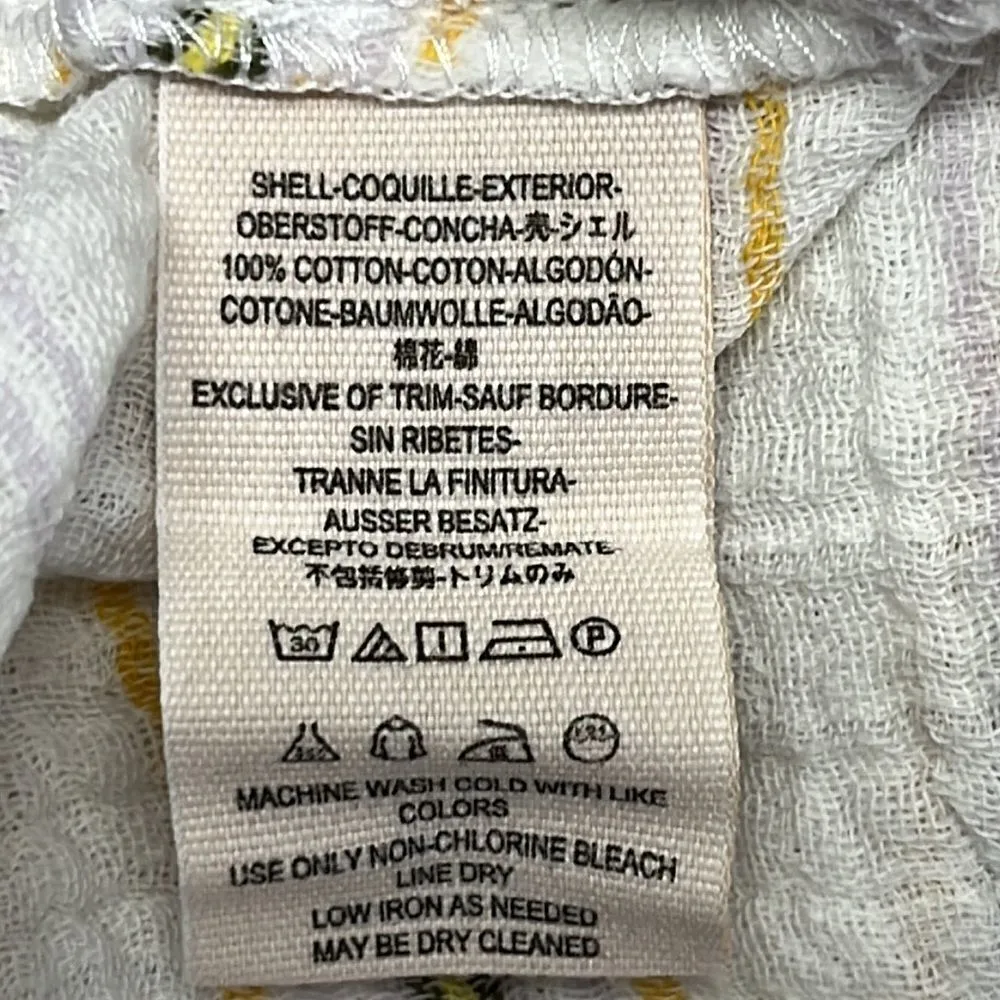 SHELL-COQUILLE-EXTERIOR-
OBERSTOFF-CONCHA-壳-シェル
100% COTTON-COTON-ALGODÓN-
COTONE-BAUMWOLLE-ALGODÃO-
棉花-綿
EXCLUSIVE OF TRIM-SAUF BORDURE-
SIN RIBETES-
TRANNE LA FINITURA-
AUSSER BESATZ-
EXCEPTO DEBRUM/REMATE
不包括修剪-トリムのみ
30 P
低
MACHINE WASH COLD WITH LIKE
COLORS
USE ONLY NON-CHLORINE BLEACH
LINE DRY
LOW IRON AS NEEDED
MAY BE DRY CLEANED